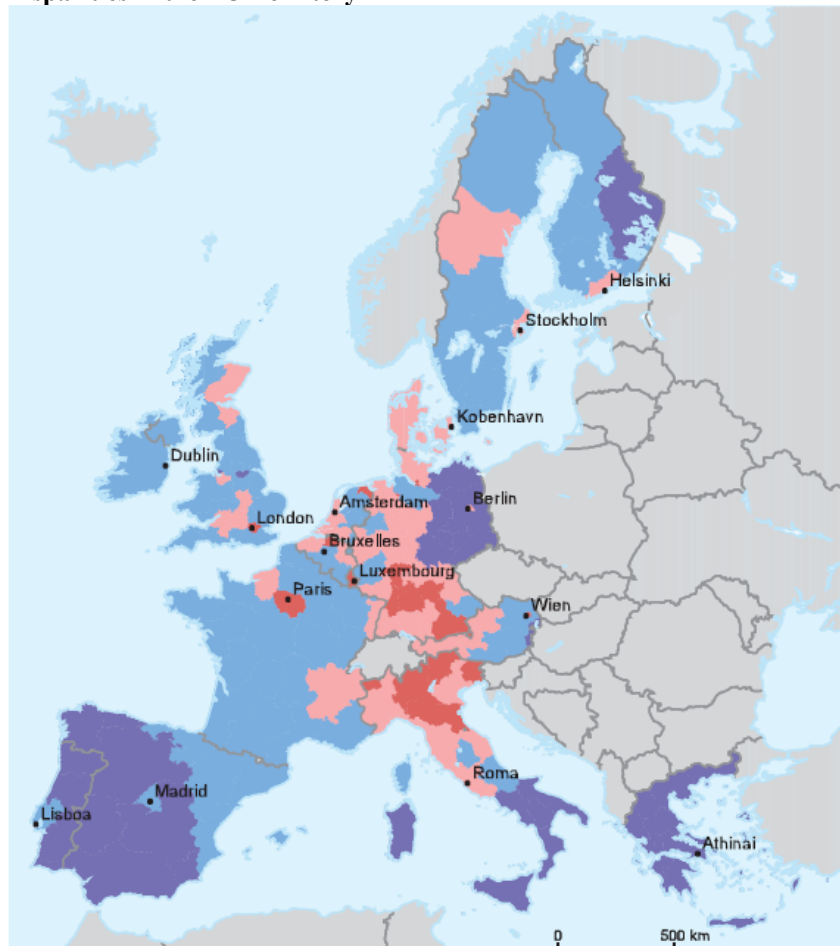 Helsinki
Stockholm
Kobenhavn
Dublin
Amsterdam
Berlin
London
Bruxelles
Luxembourg
Paris
Wien
Roma
Madrid
Lisboa
Athinai
0 500 km